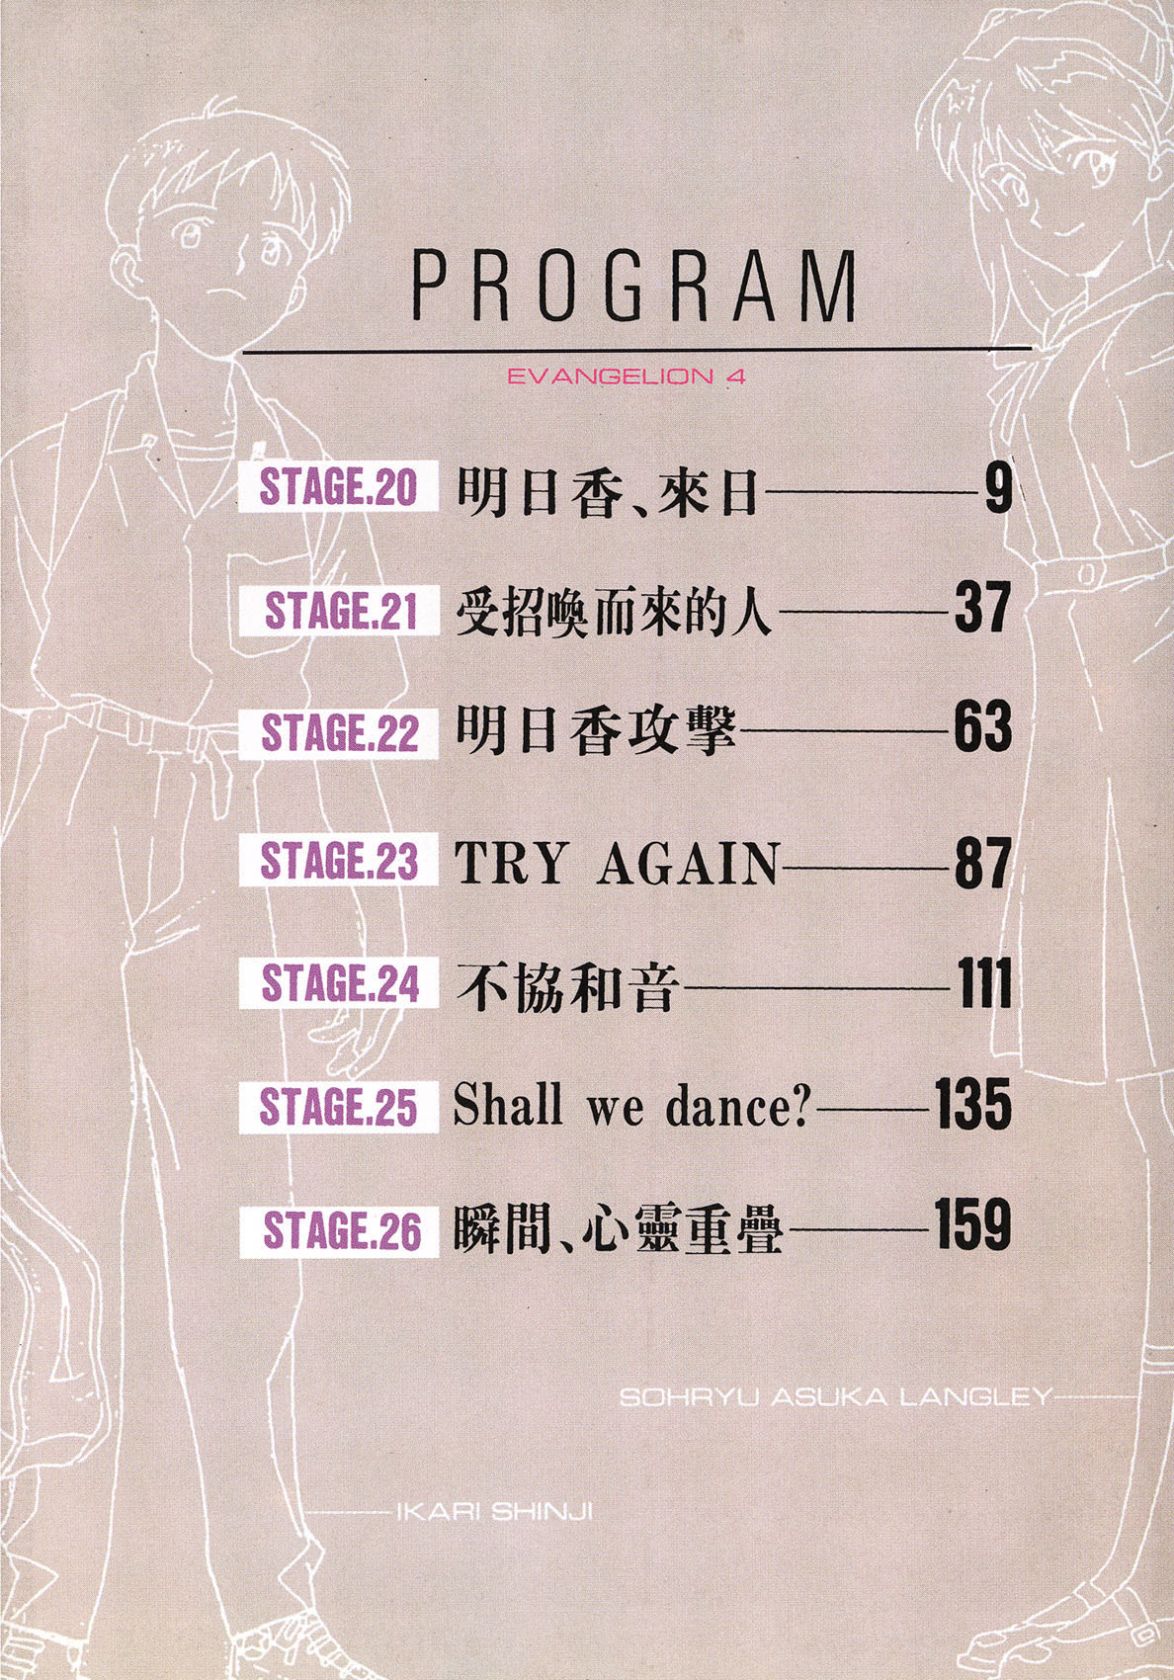 PROGRAM
EVANGELION 4
STAGE.20 明日香、來日 9
STAGE.21 受招喚而來的人 37
STAGE.22 明日香攻擊 63
STAGE.23 TRY AGAIN 87
STAGE.24 不協和音 111
STAGE.25 Shall we dance? 135
STAGE.26 瞬間、心靈重疊 159
SOHRYU ASUKA LANGLEY
IKARI SHINJI